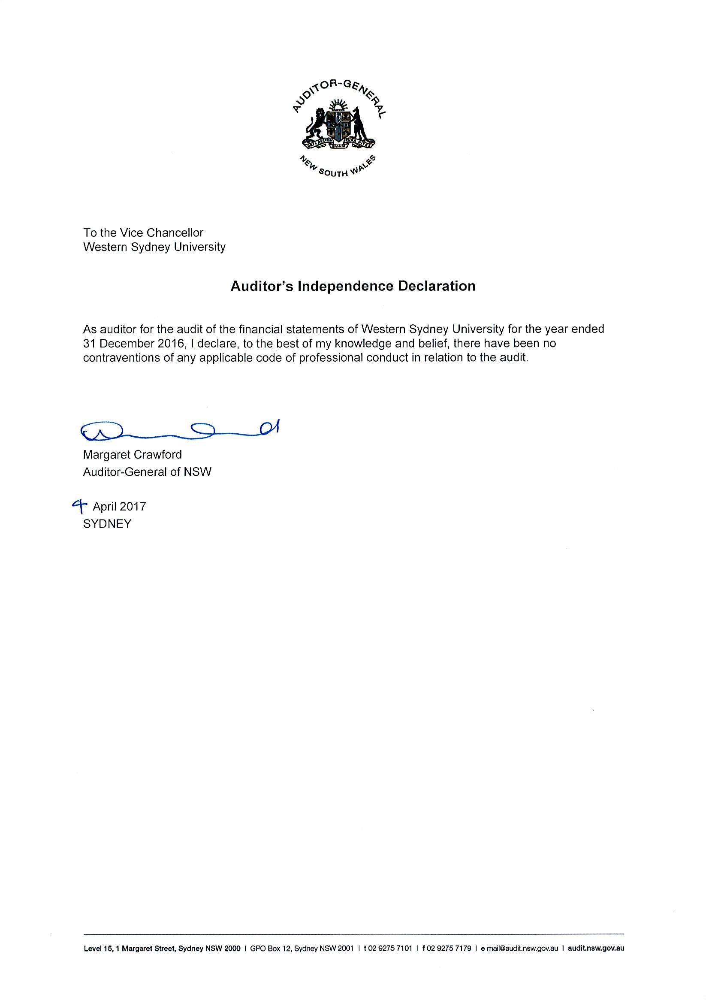 AUDITOR-GENERAL
NEW SOUTH WALES
To the Vice Chancellor
Western Sydney University
Auditor's Independence Declaration
As auditor for the audit of the financial statements of Western Sydney University for the year ended
31 December 2016, I declare, to the best of my knowledge and belief, there have been no
contraventions of any applicable code of professional conduct in relation to the audit.
Margaret Crawford
Auditor-General of NSW
4 April 2017
SYDNEY
Level 15, 1 Margaret Street, Sydney NSW 2000 | GPO Box 12, Sydney NSW 2001 | t 02 9275 7101 | f 02 9275 7179 | e mail@audit.nsw.gov.au | audit.nsw.gov.au